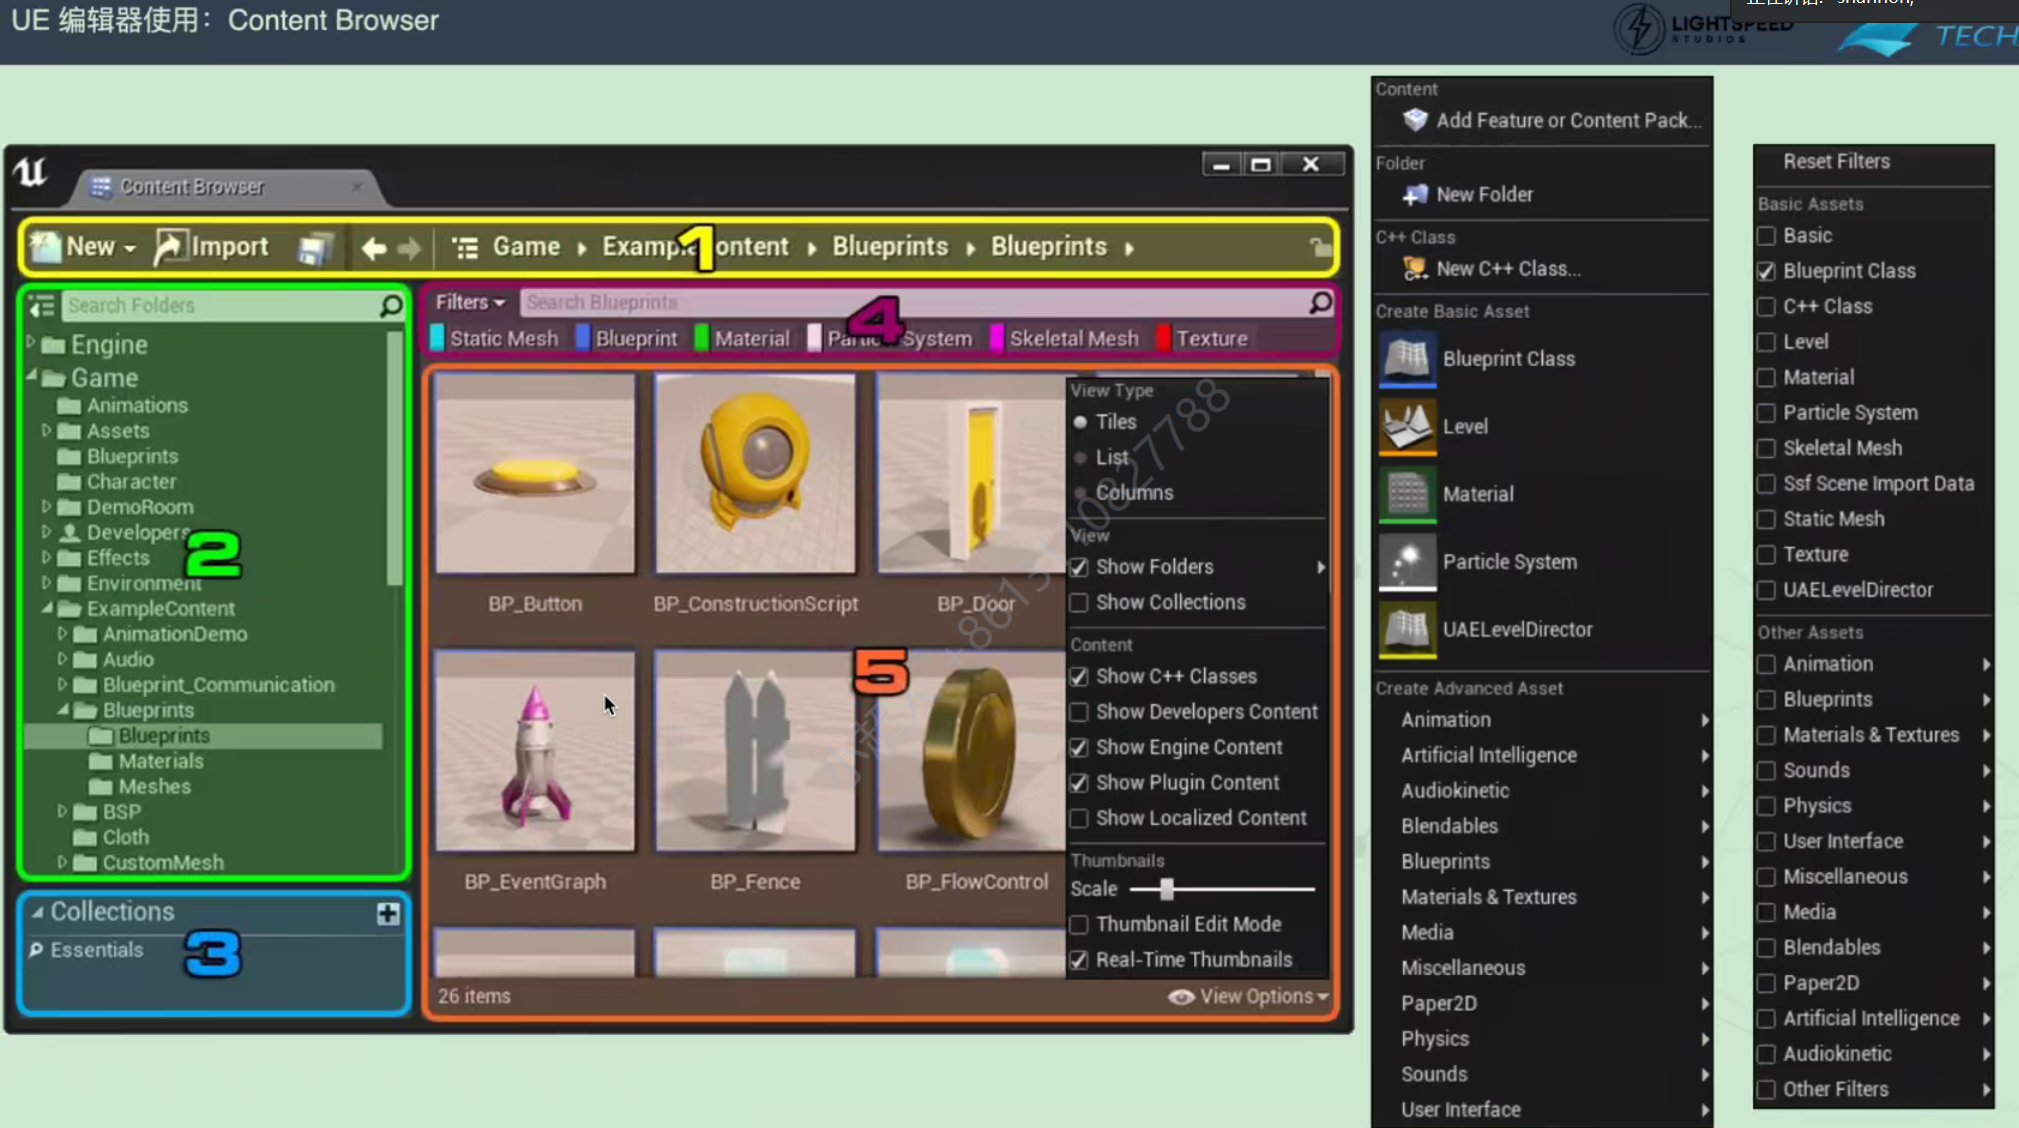 UE 编辑器使用：Content Browser
LIGHTSPEED
STUDIOS
TECH
Content Browser
New
Import
Game
Blueprints
Blueprints
1
Search Folders
Engine
Game
Animations
Assets
Blueprints
Character
DemoRoom
Developers
Effects
Environment
ExampleContent
AnimationDemo
Audio
Blueprint_Communication
Blueprints
Blueprints
Materials
Meshes
BSP
Cloth
CustomMesh
2
Collections
Essentials
3
Filters
Search Blueprints
Static Mesh
Blueprint
Material
System
Skeletal Mesh
Texture
4
BP_Button
BP_ConstructionScript
BP_Door
BP_EventGraph
BP_Fence
BP_FlowControl
5
26 items
View Options
View Type
Tiles
List
Columns
View
Show Folders
Show Collections
Content
Show C++ Classes
Show Developers Content
Show Engine Content
Show Plugin Content
Show Localized Content
Thumbnails
Scale
Thumbnail Edit Mode
Real-Time Thumbnails
Content
Add Feature or Content Pack...
Folder
New Folder
C++ Class
New C++ Class...
Create Basic Asset
Blueprint Class
Level
Material
Particle System
UAELevelDirector
Create Advanced Asset
Animation
Artificial Intelligence
Audiokinetic
Blendables
Blueprints
Materials & Textures
Media
Miscellaneous
Paper2D
Physics
Sounds
User Interface
Reset Filters
Basic Assets
Basic
Blueprint Class
C++ Class
Level
Material
Particle System
Skeletal Mesh
Ssf Scene Import Data
Static Mesh
Texture
UAELevelDirector
Other Assets
Animation
Blueprints
Materials & Textures
Sounds
Physics
User Interface
Miscellaneous
Media
Blendables
Paper2D
Artificial Intelligence
Audiokinetic
Other Filters